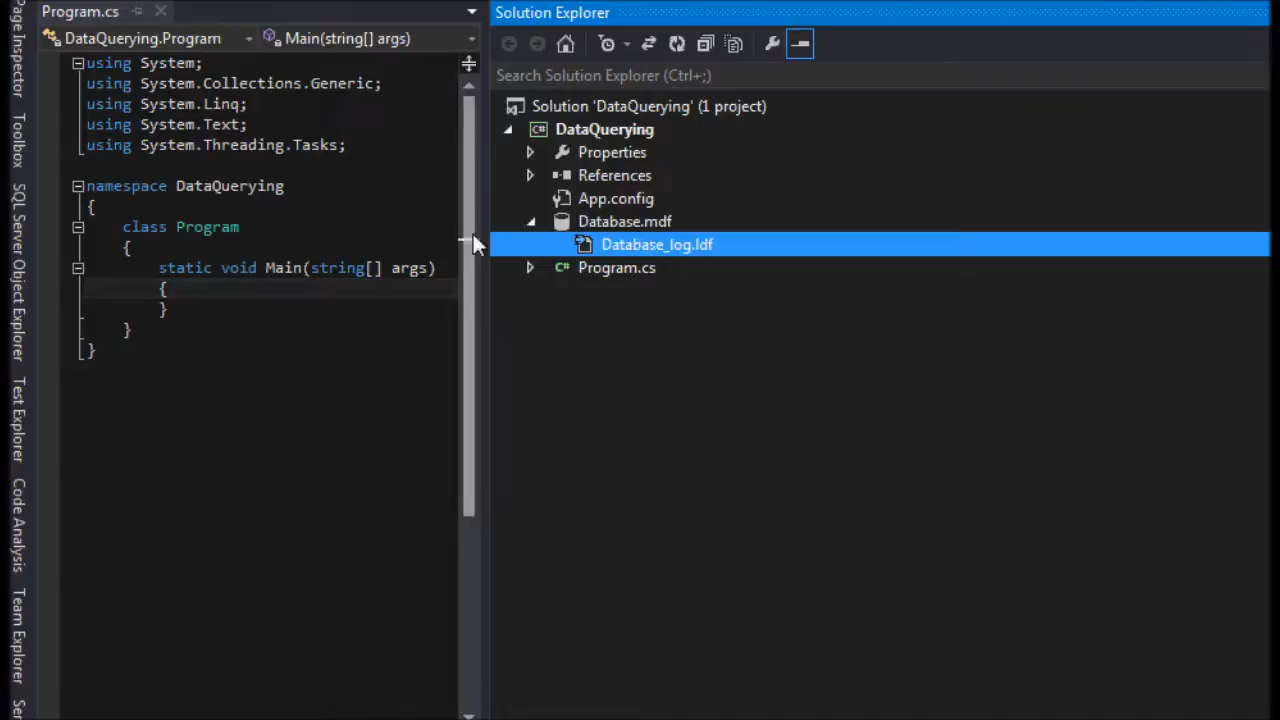 Page Inspector
Toolbox
SQL Server Object Explorer
Test Explorer
Code Analysis
Team Explorer
Program.cs
DataQuerying.Program
Main(string[] args)
using System;
using System.Collections.Generic;
using System.Linq;
using System.Text;
using System.Threading.Tasks;
namespace DataQuerying
{
class Program
{
static void Main(string[] args)
{
}
}
}
Solution Explorer
Search Solution Explorer (Ctrl+;)
Solution 'DataQuerying' (1 project)
C# DataQuerying
Properties
References
App.config
Database.mdf
Database_log.ldf
C# Program.cs